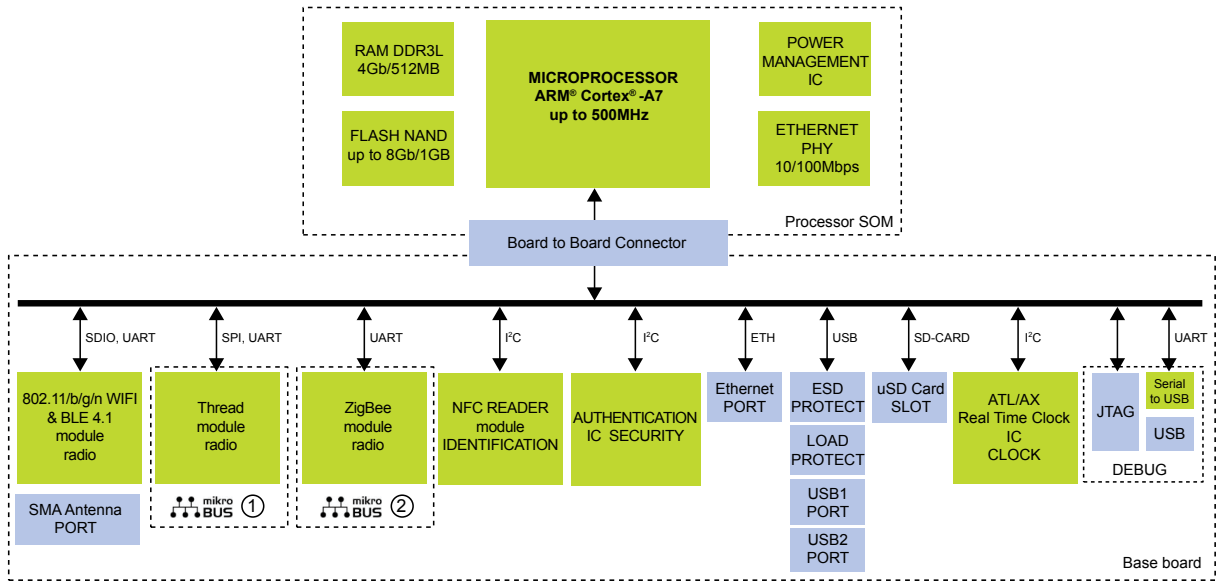 RAM DDR3L
4Gb/512MB
FLASH NAND
up to 8Gb/1GB
MICROPROCESSOR
ARM® Cortex® -A7
up to 500MHz
POWER
MANAGEMENT
IC
ETHERNET
PHY
10/100Mbps
Processor SOM
Board to Board Connector
SDIO, UART
SPI, UART
UART
I²C
I²C
ETH
USB
SD-CARD
I²C
UART
802.11/b/g/n WIFI
& BLE 4.1
module
radio
SMA Antenna
PORT
Thread
module
radio
mikro
BUS
1
ZigBee
module
radio
mikro
BUS
2
NFC READER
module
IDENTIFICATION
AUTHENTICATION
IC SECURITY
Ethernet
PORT
ESD
PROTECT
LOAD
PROTECT
USB1
PORT
USB2
PORT
uSD Card
SLOT
ATL/AX
Real Time Clock
IC
CLOCK
JTAG
Serial
to USB
USB
DEBUG
Base board